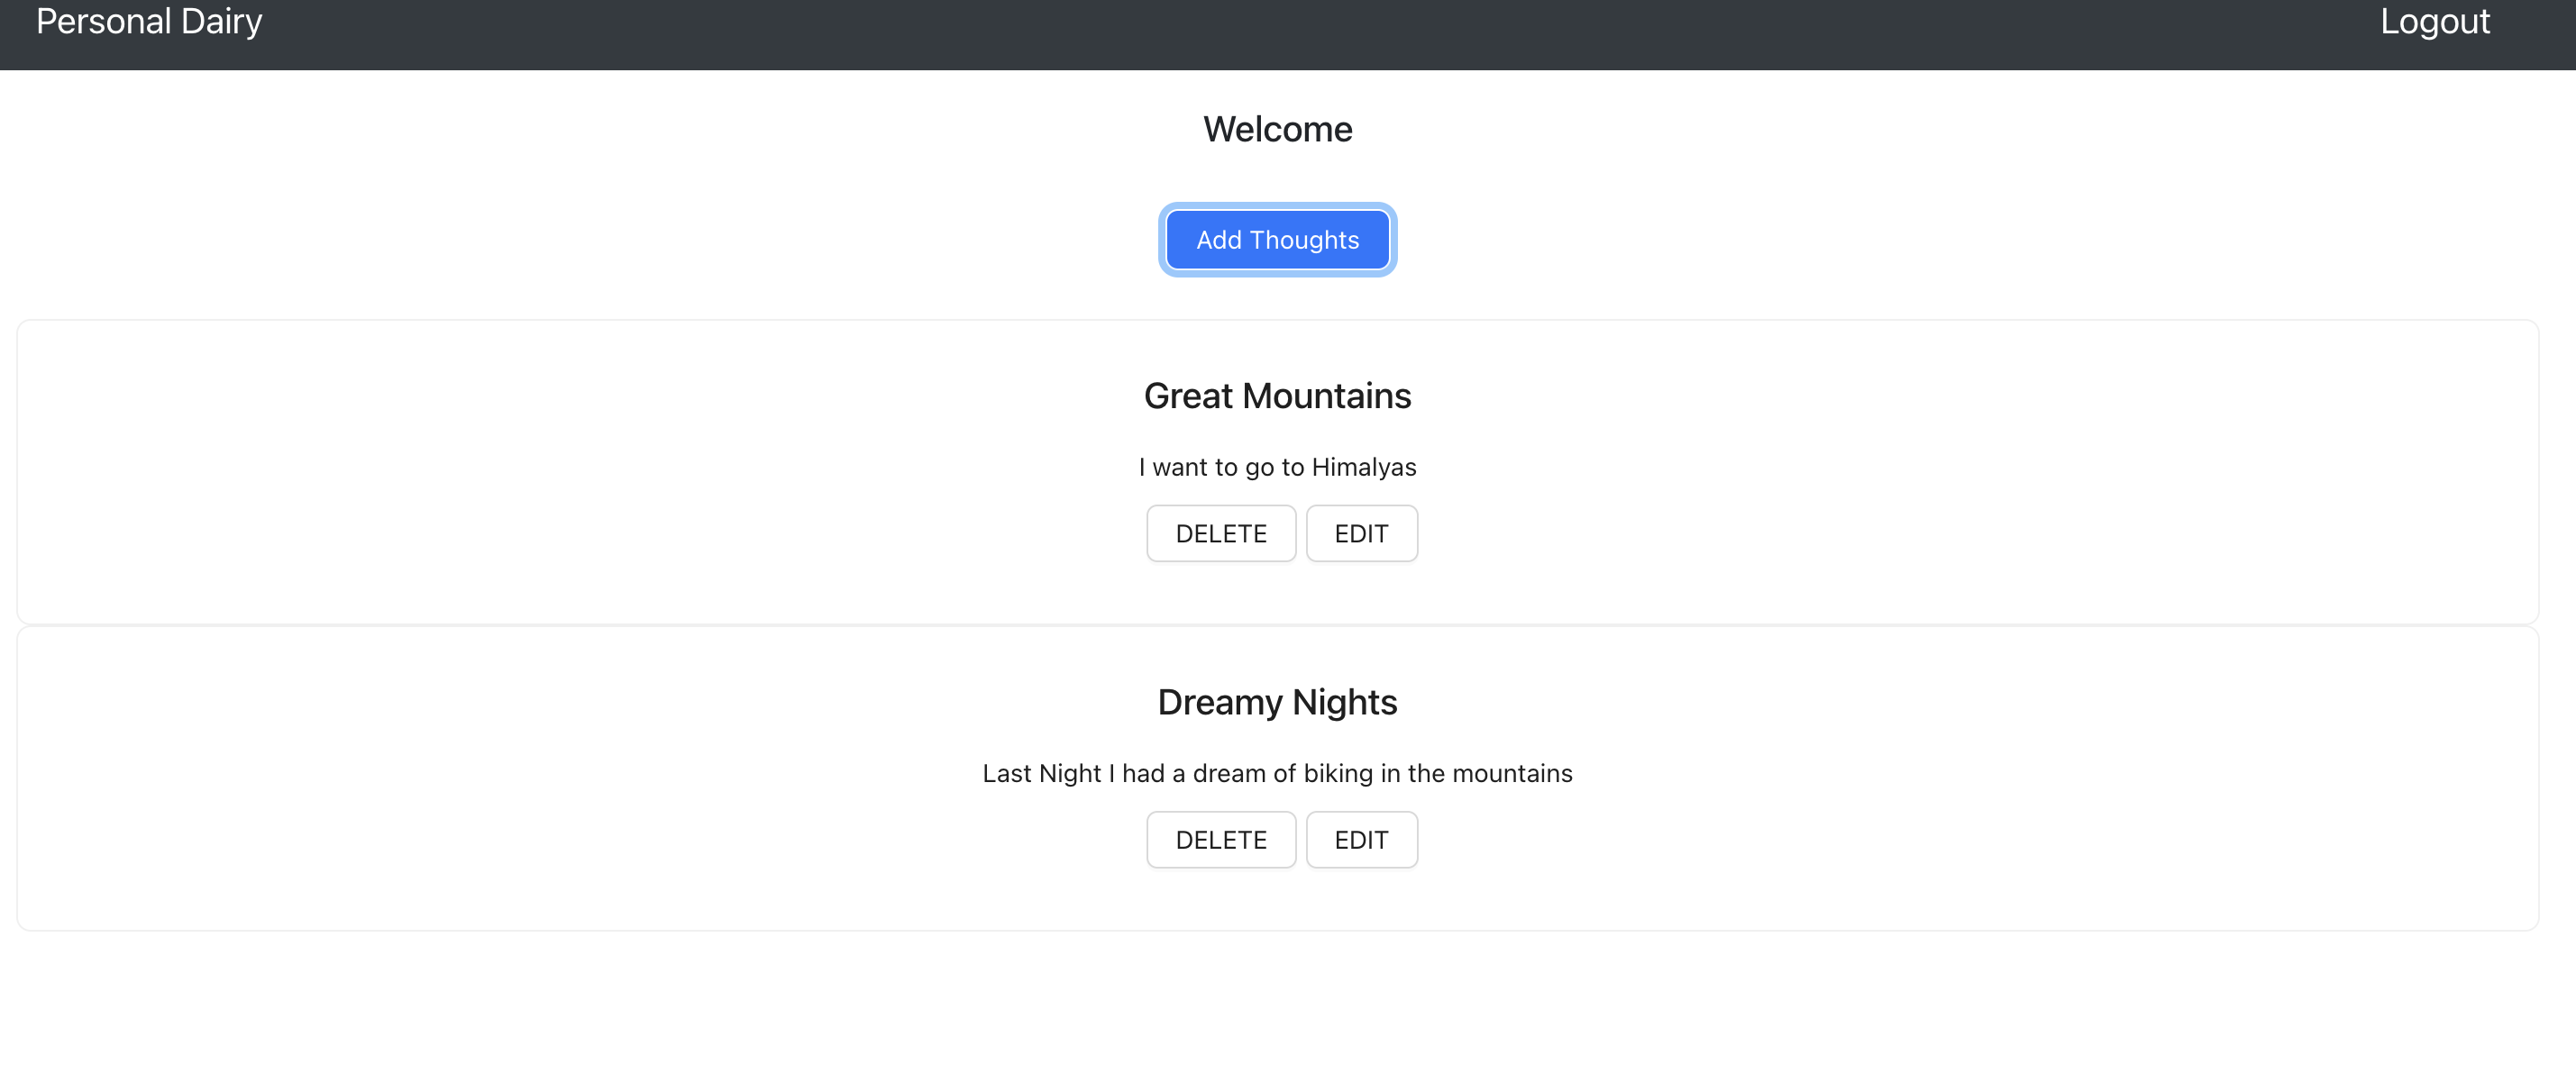 Personal Dairy
Logout
Welcome
Add Thoughts
Great Mountains
I want to go to Himalyas
DELETE
EDIT
Dreamy Nights
Last Night I had a dream of biking in the mountains
DELETE
EDIT